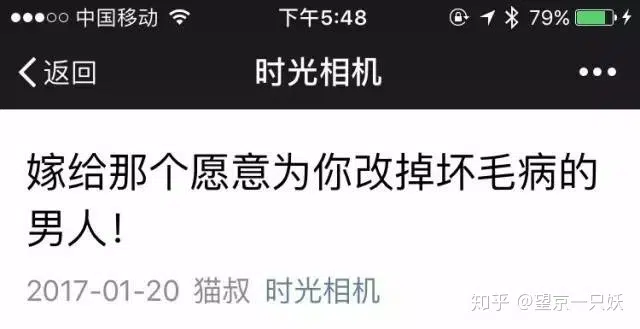 中国移动 下午5:48 79%
返回 时光相机
嫁给那个愿意为你改掉坏毛病的
男人！
2017-01-20 猫叔 时光相机
知乎 @望京一只妖